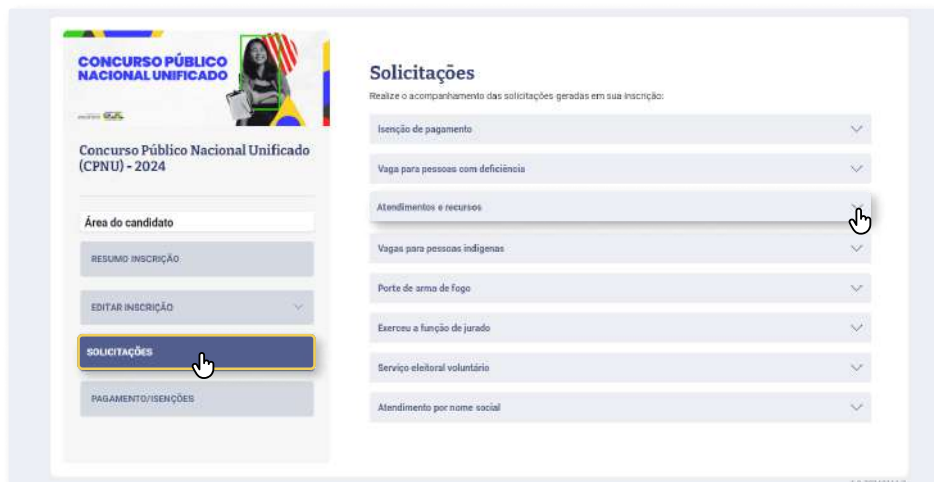 CONCURSO PÚBLICO
NACIONAL UNIFICADO
Concurso Público Nacional Unificado
(CPNU) - 2024
Área do candidato
RESUMO INSCRIÇÃO
EDITAR INSCRIÇÃO
SOLICITAÇÕES
PAGAMENTO/ISENÇÕES
Solicitações
Realize o acompanhamento das solicitações geradas em sua inscrição:
Isenção de pagamento
Vaga para pessoas com deficiência
Atendimentos e recursos
Vagas para pessoas indígenas
Porte de arma de fogo
Exerceu a função de jurado
Serviço eleitoral voluntário
Atendimento por nome social